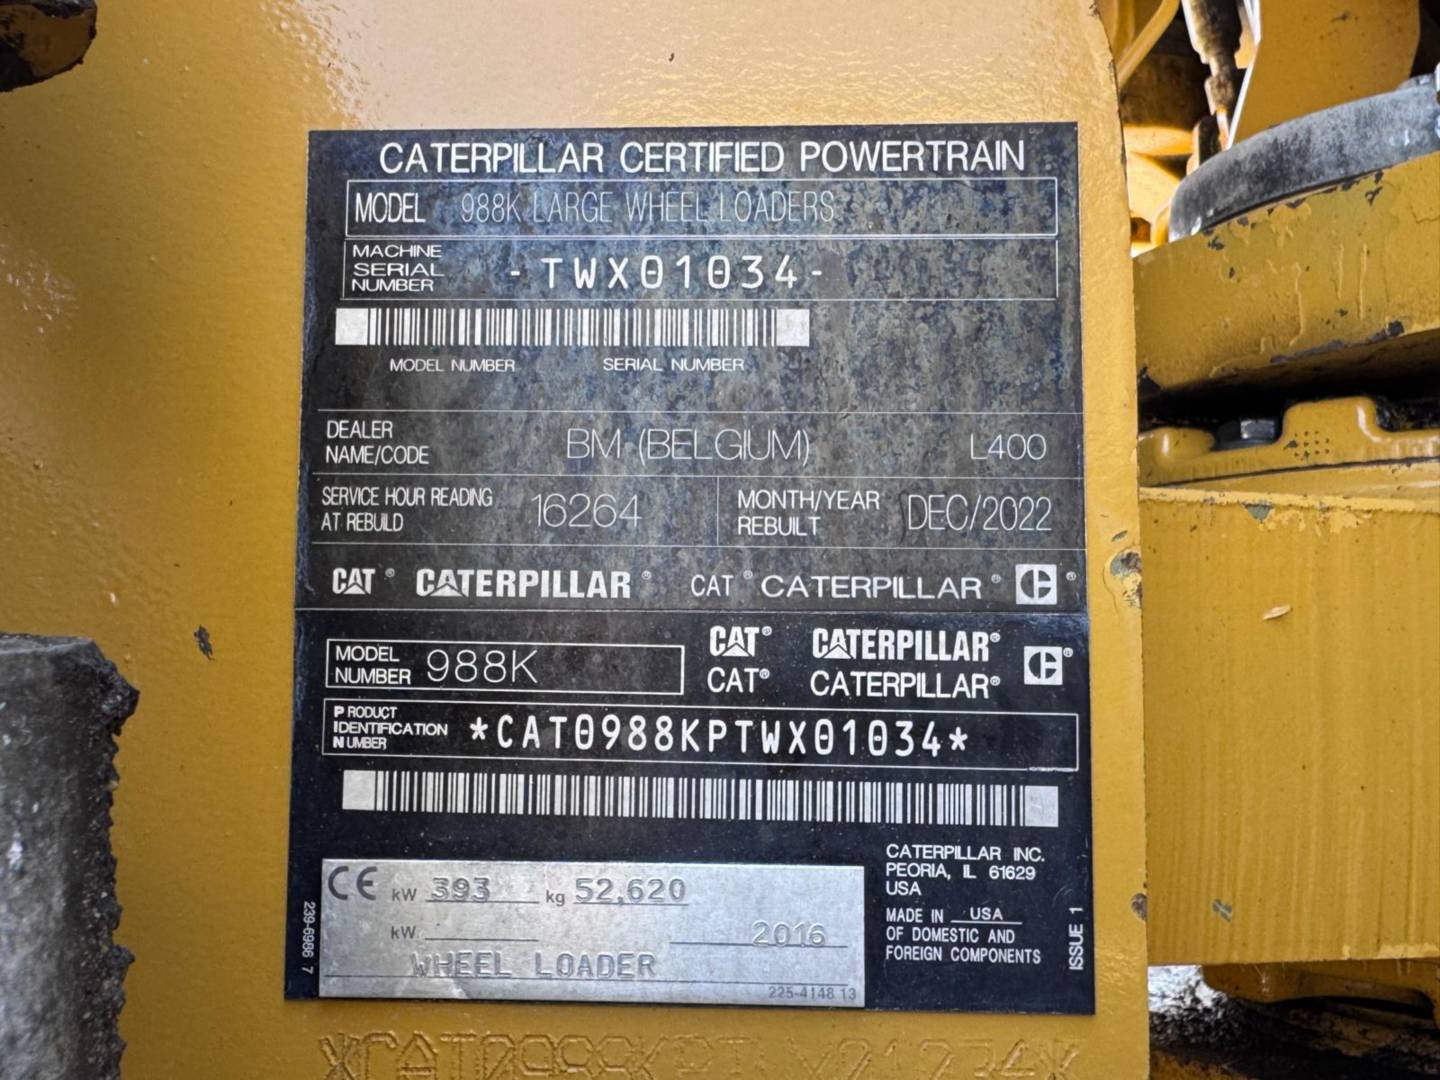 CATERPILLAR CERTIFIED POWERTRAIN
MODEL 988K LARGE WHEEL LOADERS
MACHINE SERIAL NUMBER -TWX01034-
MODEL NUMBER SERIAL NUMBER
DEALER NAME/CODE BM (BELGIUM) L400
SERVICE HOUR READING AT REBUILD 16264 MONTH/YEAR REBUILT DEC/2022
CAT® CATERPILLAR® CAT® CATERPILLAR® ®
MODEL NUMBER 988K
CAT® CATERPILLAR® ®
CAT® CATERPILLAR®
PRODUCT IDENTIFICATION NUMBER *CAT0988KPTWX01034*
CE kW 393 kg 52,620
kW 2016
WHEEL LOADER
225-4148 13
239-6986 7
CATERPILLAR INC.
PEORIA, IL 61629
USA
MADE IN USA
OF DOMESTIC AND
FOREIGN COMPONENTS
ISSUE 1